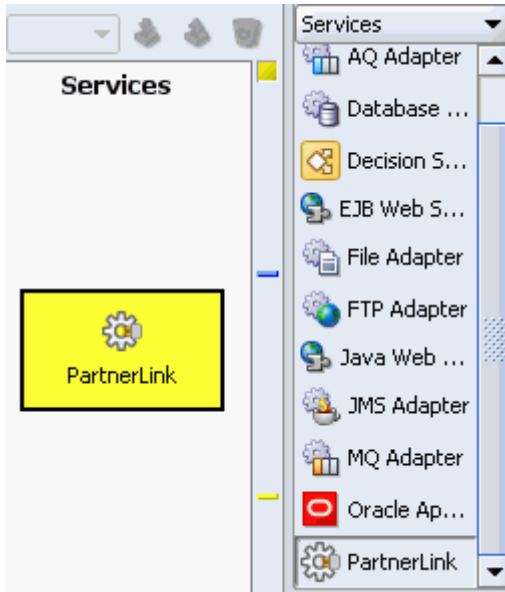 Services
PartnerLink
Services
AQ Adapter
Database ...
Decision S...
EJB Web S...
File Adapter
FTP Adapter
Java Web ...
JMS Adapter
MQ Adapter
Oracle Ap...
PartnerLink